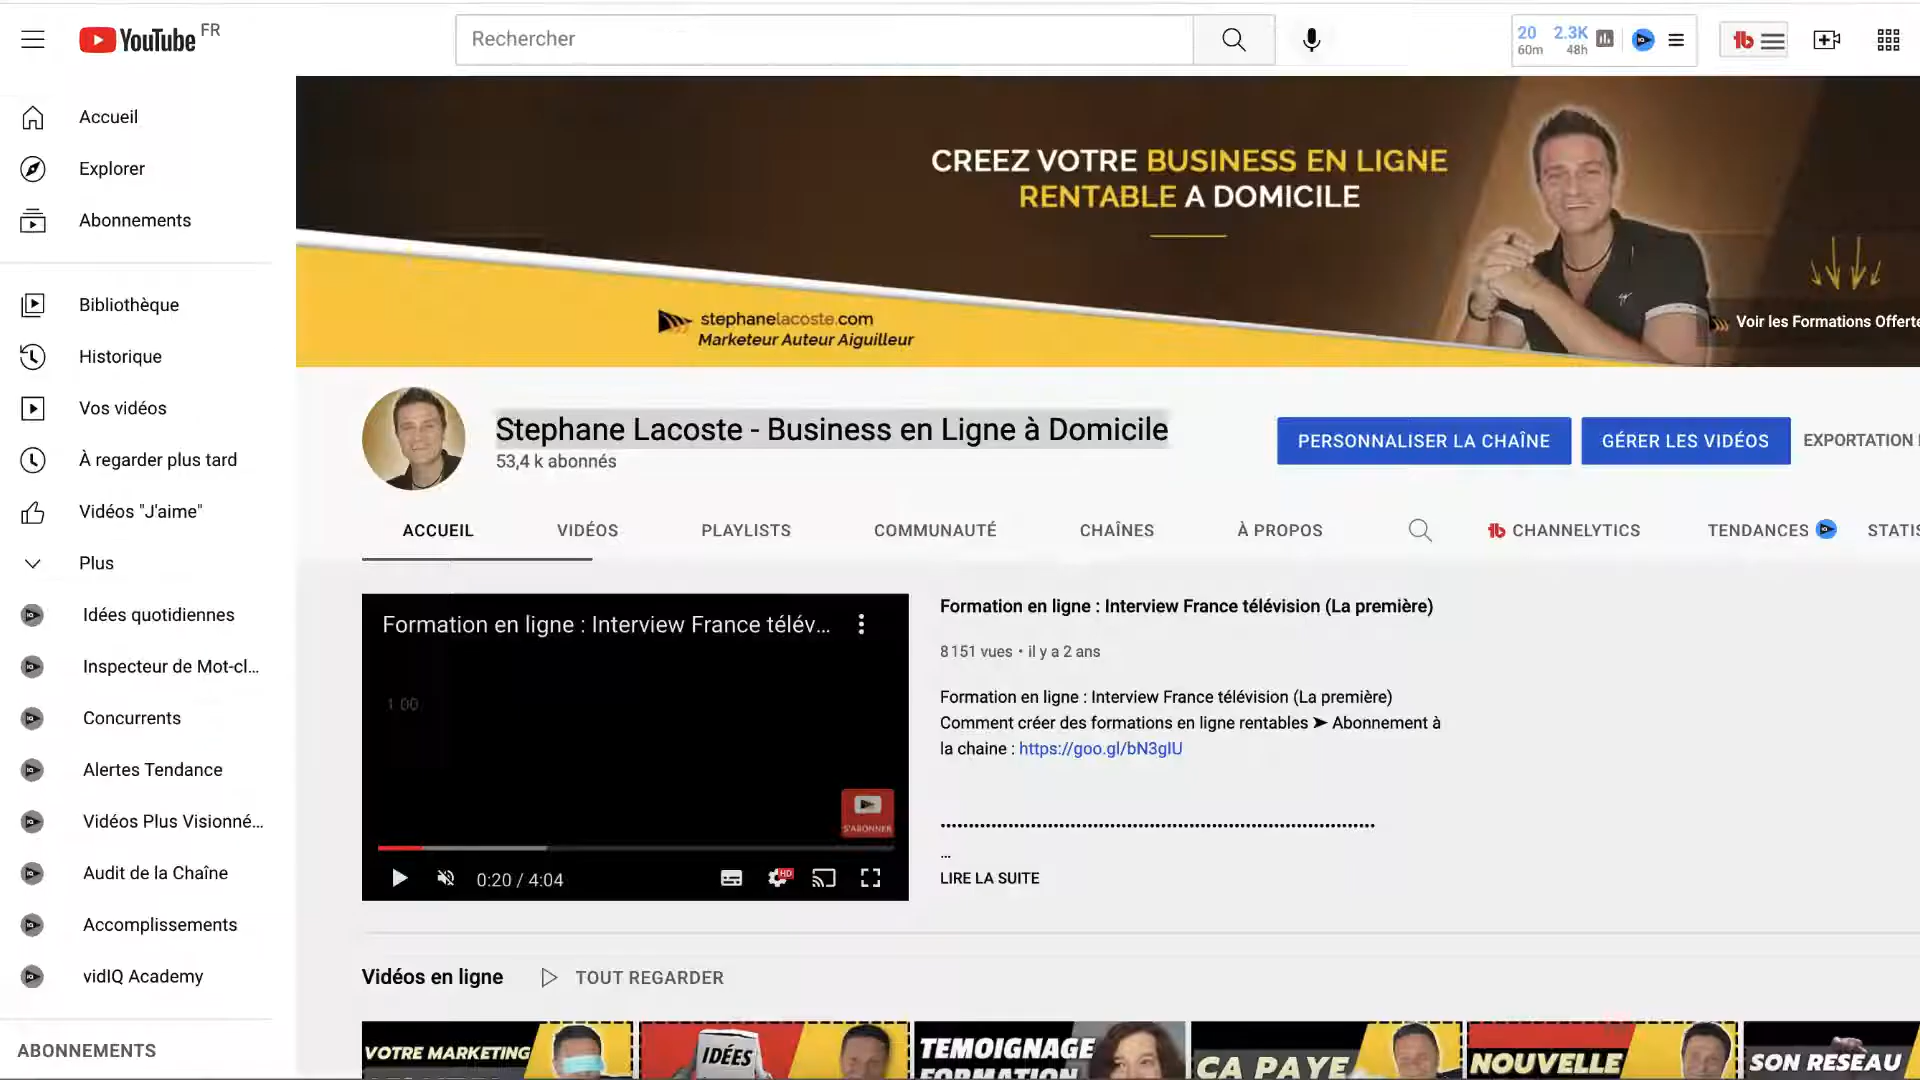 YouTube FR
Rechercher
20 2.3K
60m 48h
Accueil
Explorer
Abonnements
Bibliothèque
Historique
Vos vidéos
À regarder plus tard
Vidéos "J'aime"
Plus
Idées quotidiennes
Inspecteur de Mot-cl...
Concurrents
Alertes Tendance
Vidéos Plus Visionné...
Audit de la Chaîne
Accomplissements
vidIQ Academy
ABONNEMENTS
CREEZ VOTRE BUSINESS EN LIGNE
RENTABLE A DOMICILE
stephanelacoste.com
Marketeur Auteur Aiguilleur
Voir les Formations Offerte
Stephane Lacoste - Business en Ligne à Domicile
53,4 k abonnés
PERSONNALISER LA CHAÎNE
GÉRER LES VIDÉOS
EXPORTATION
ACCUEIL
VIDÉOS
PLAYLISTS
COMMUNAUTÉ
CHAÎNES
À PROPOS
CHANNELYTICS
TENDANCES
STATIS
Formation en ligne : Interview France télév...
1 00
S'ABONNER
0:20 / 4:04
HD
Formation en ligne : Interview France télévision (La première)
8 151 vues • il y a 2 ans
Formation en ligne : Interview France télévision (La première)
Comment créer des formations en ligne rentables ➤ Abonnement à
la chaine : https://goo.gl/bN3glU
...
LIRE LA SUITE
Vidéos en ligne
TOUT REGARDER
VOTRE MARKETING
IDÉES
TEMOIGNAGE
FORMATION
CA PAYE
NOUVELLE
SON RESEAU